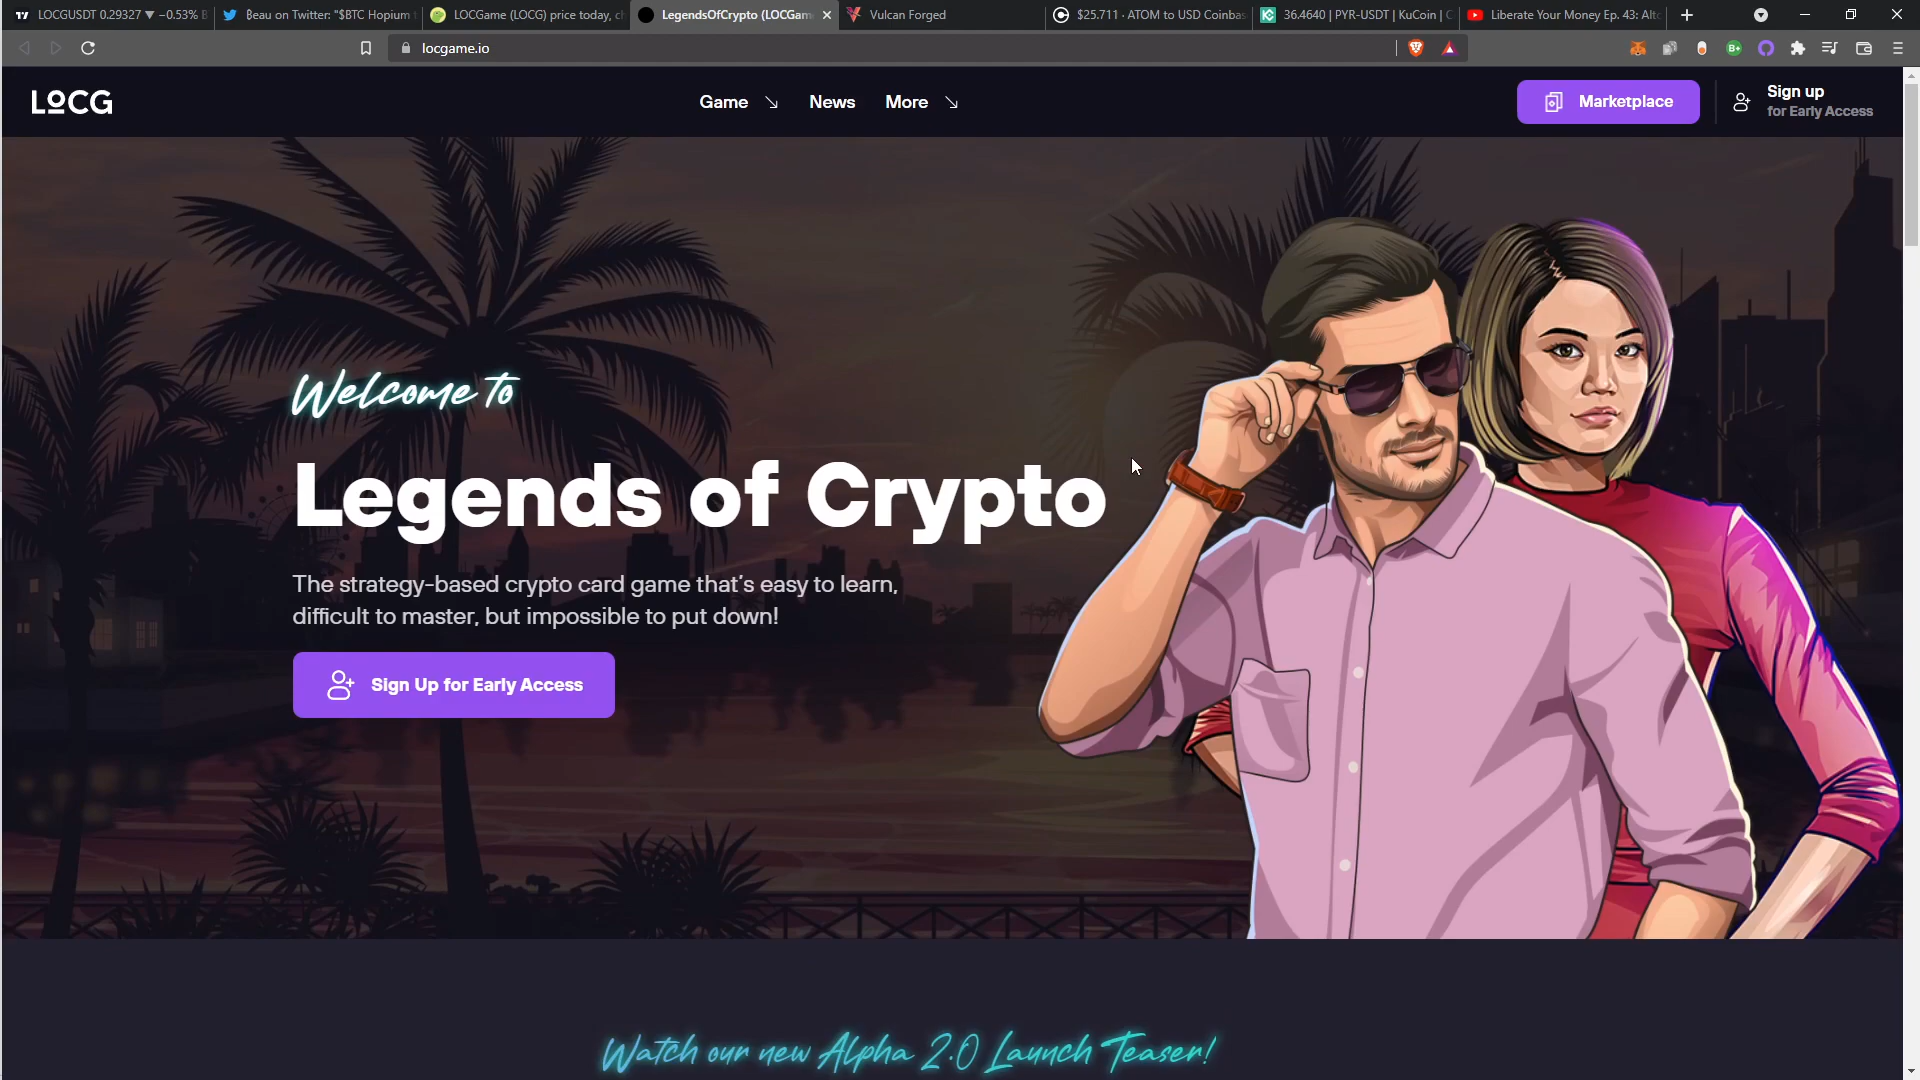 LOCGUSDT 0.29327 ▼ −0.53% B
Beau on Twitter: "$BTC Hopium
LOCGame (LOCG) price today, c
LegendsOfCrypto (LOCGam
Vulcan Forged
$25.711 · ATOM to USD Coinbas
36.4640 | PYR-USDT | KuCoin | C
Liberate Your Money Ep. 43: Alt
locgame.io
LOCG
Game
News
More
Marketplace
Sign up
for Early Access
Welcome to
Legends of Crypto
The strategy-based crypto card game that's easy to learn,
difficult to master, but impossible to put down!
Sign Up for Early Access
Watch our new Alpha 2.0 Launch Teaser!